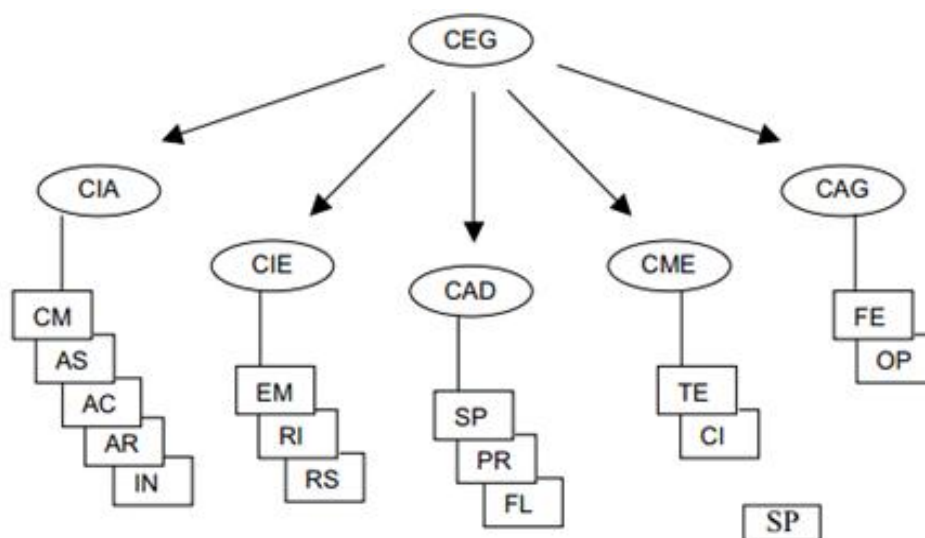 CEG
CIA
CAG
CIE
CAD
CME
CM
AS
AC
AR
IN
EM
RI
RS
SP
PR
FL
TE
CI
FE
OP
SP